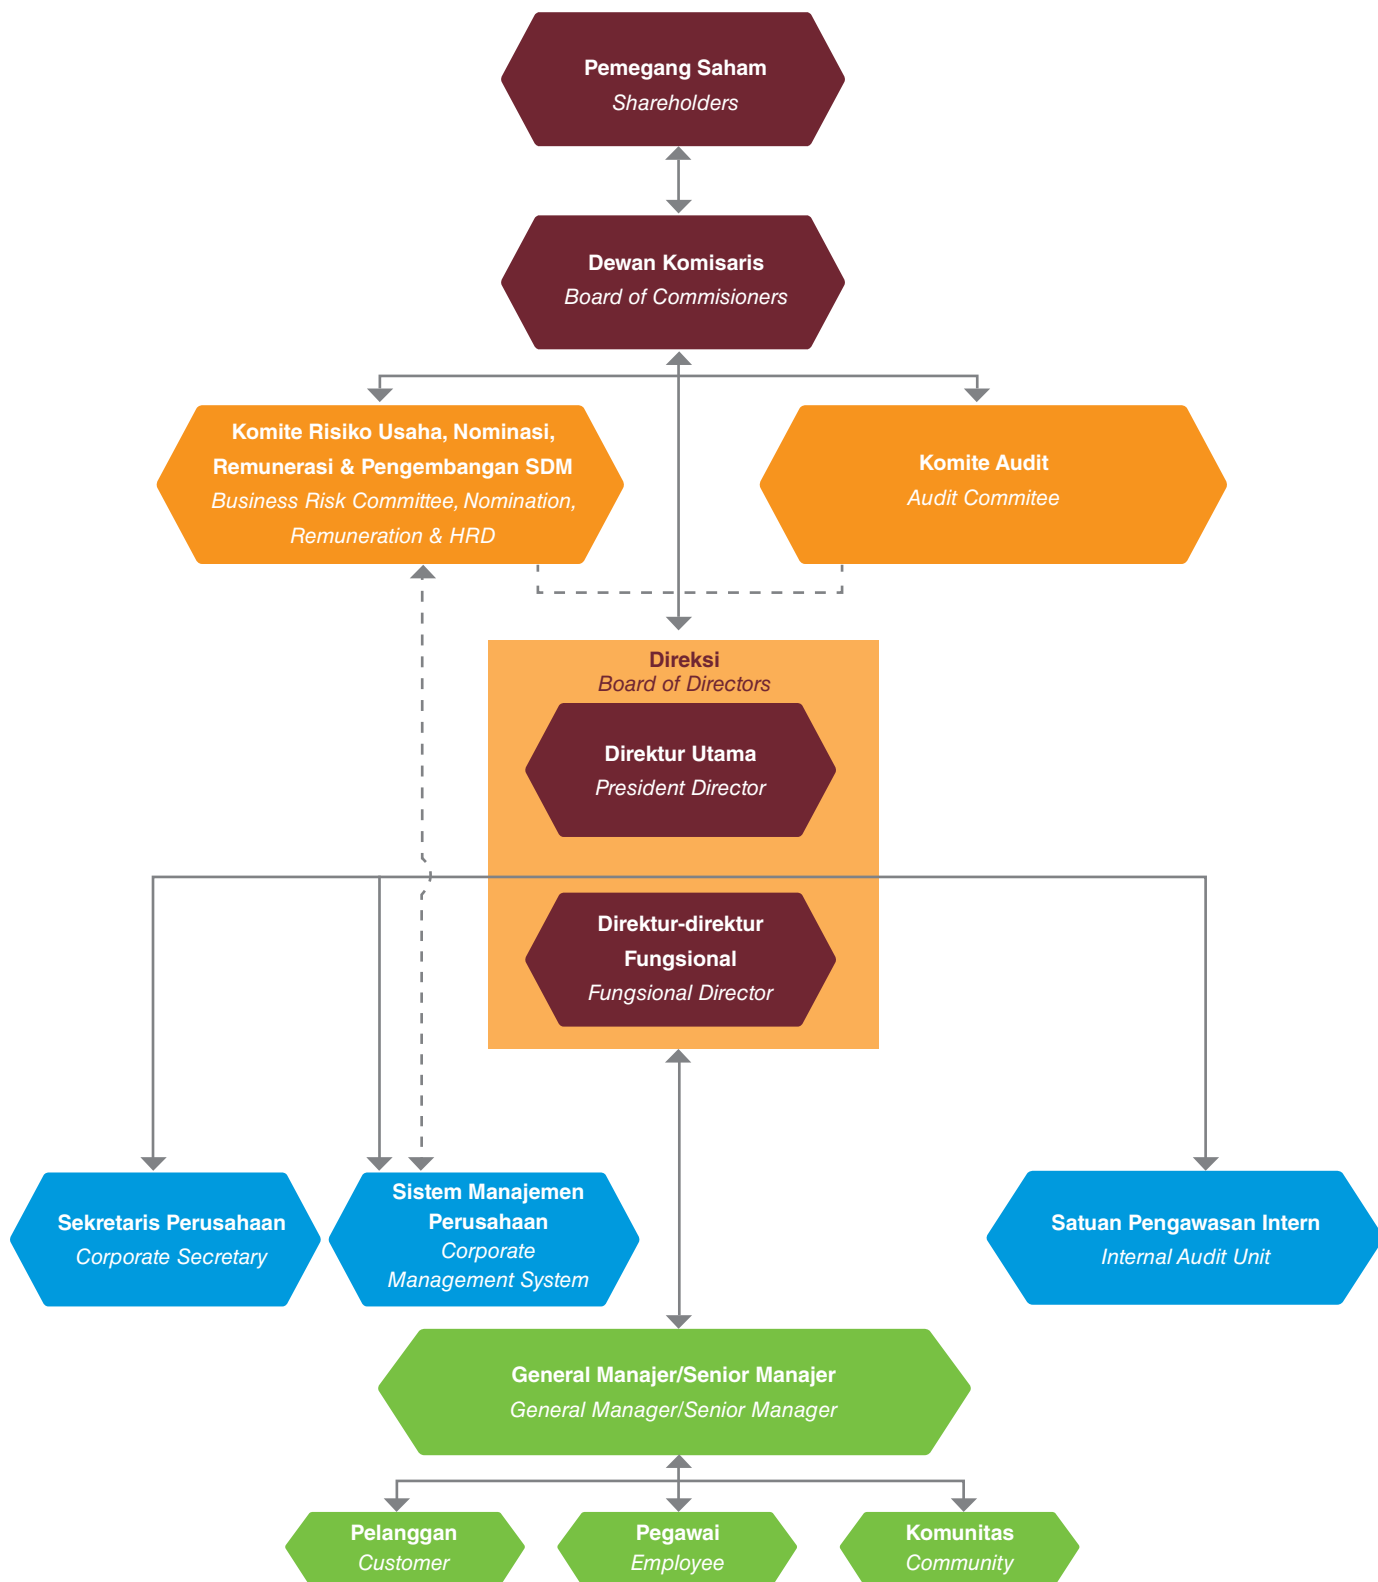 Pemegang Saham
Shareholders
Dewan Komisaris
Board of Commisioners
Komite Risiko Usaha, Nominasi,
Remunerasi & Pengembangan SDM
Business Risk Committee, Nomination,
Remuneration & HRD
Komite Audit
Audit Commitee
Direksi
Board of Directors
Direktur Utama
President Director
Direktur-direktur
Fungsional
Fungsional Director
Sekretaris Perusahaan
Corporate Secretary
Sistem Manajemen
Perusahaan
Corporate
Management System
Satuan Pengawasan Intern
Internal Audit Unit
General Manajer/Senior Manajer
General Manager/Senior Manager
Pelanggan
Customer
Pegawai
Employee
Komunitas
Community